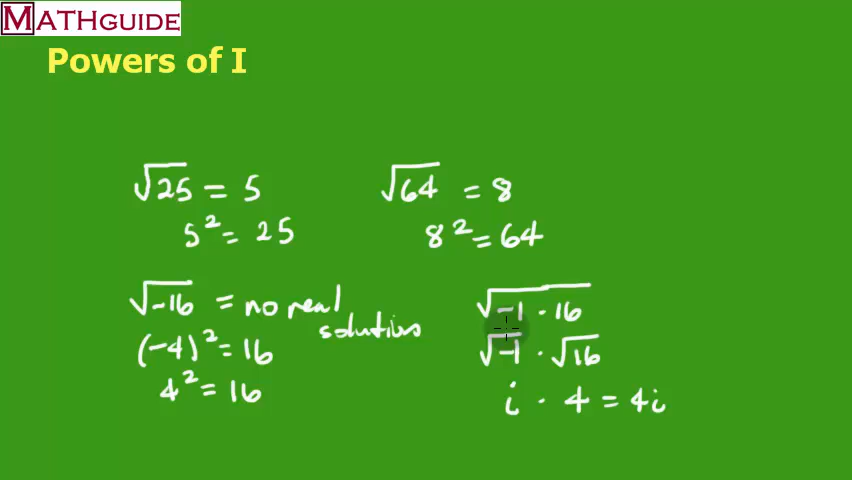 MATHGUIDE
Powers of I
√25 = 5
5² = 25
√64 = 8
8² = 64
√-16 = no real
solutions
(-4)² = 16
4² = 16
√-1 · 16
√-1 · √16
i · 4 = 4i